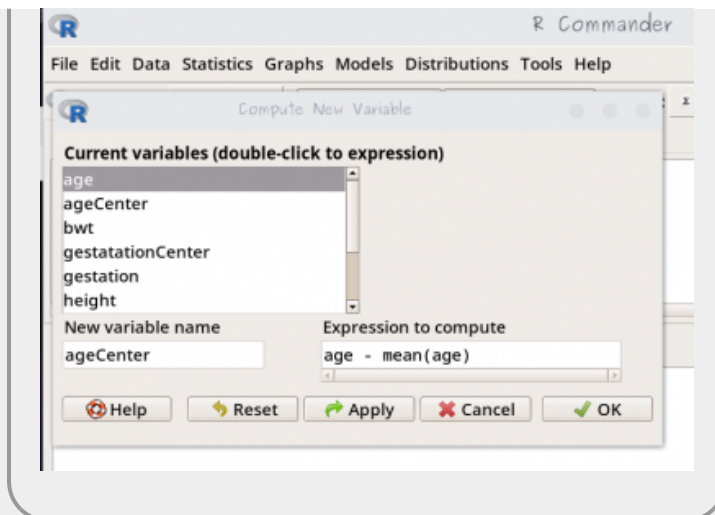 R Commander
File Edit Data Statistics Graphs Models Distributions Tools Help
Compute New Variable
Current variables (double-click to expression)
age
ageCenter
bwt
gestatationCenter
gestation
height
New variable name
Expression to compute
ageCenter
age - mean(age)
Help Reset Apply Cancel OK